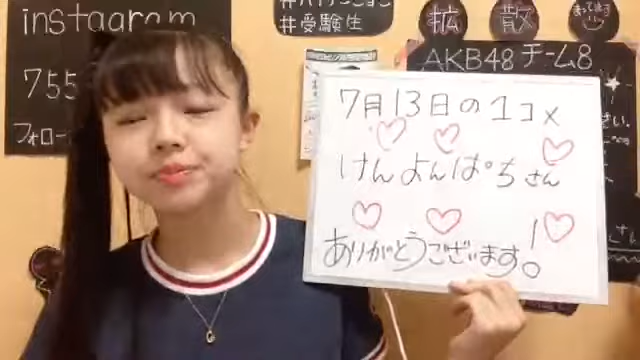 instagram
755
フォロー
#受験生
拡
散
AKB48 チーム8
7月13日の1コメ
けんよんぱちさん
ありがとうございます!